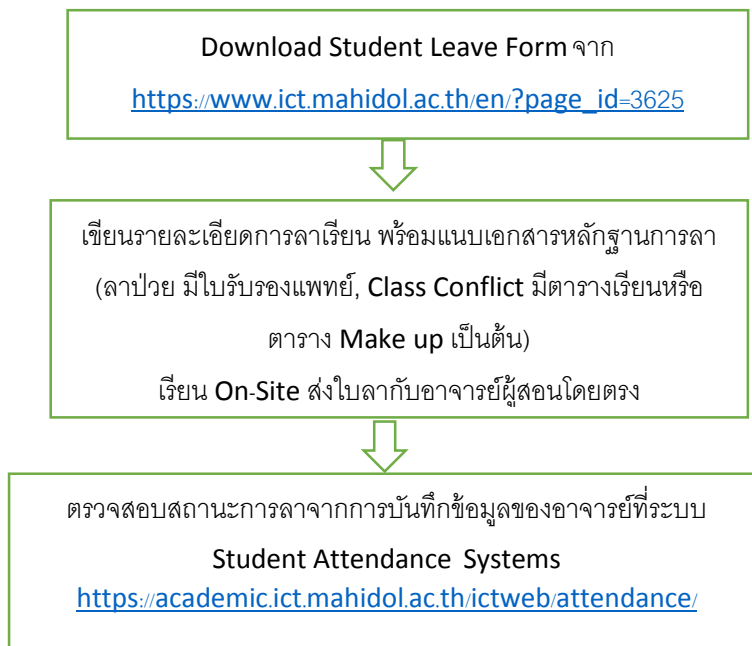 Download Student Leave Form จาก
https://www.ict.mahidol.ac.th/en/?page_id=3625
เขียนรายละเอียดการลาเรียน พร้อมแนบเอกสารหลักฐานการลา
(ลาป่วย มีใบรับรองแพทย์, Class Conflict มีตารางเรียนหรือ
ตาราง Make up เป็นต้น)
เรียน On-Site ส่งใบลากับอาจารย์ผู้สอนโดยตรง
ตรวจสอบสถานะการลาจากการบันทึกข้อมูลของอาจารย์ที่ระบบ
Student Attendance Systems
https://academic.ict.mahidol.ac.th/ictweb/attendance/